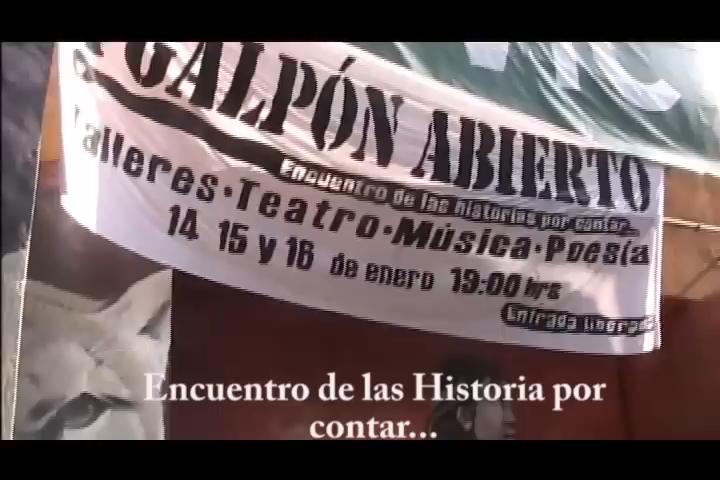 GALPÓN ABIERTO
Encuentro de las historias por contar...
Talleres·Teatro·Música·Poesía
14 15 y 16 de enero 19:00 hrs
Entrada liberada
Encuentro de las Historia por
contar...